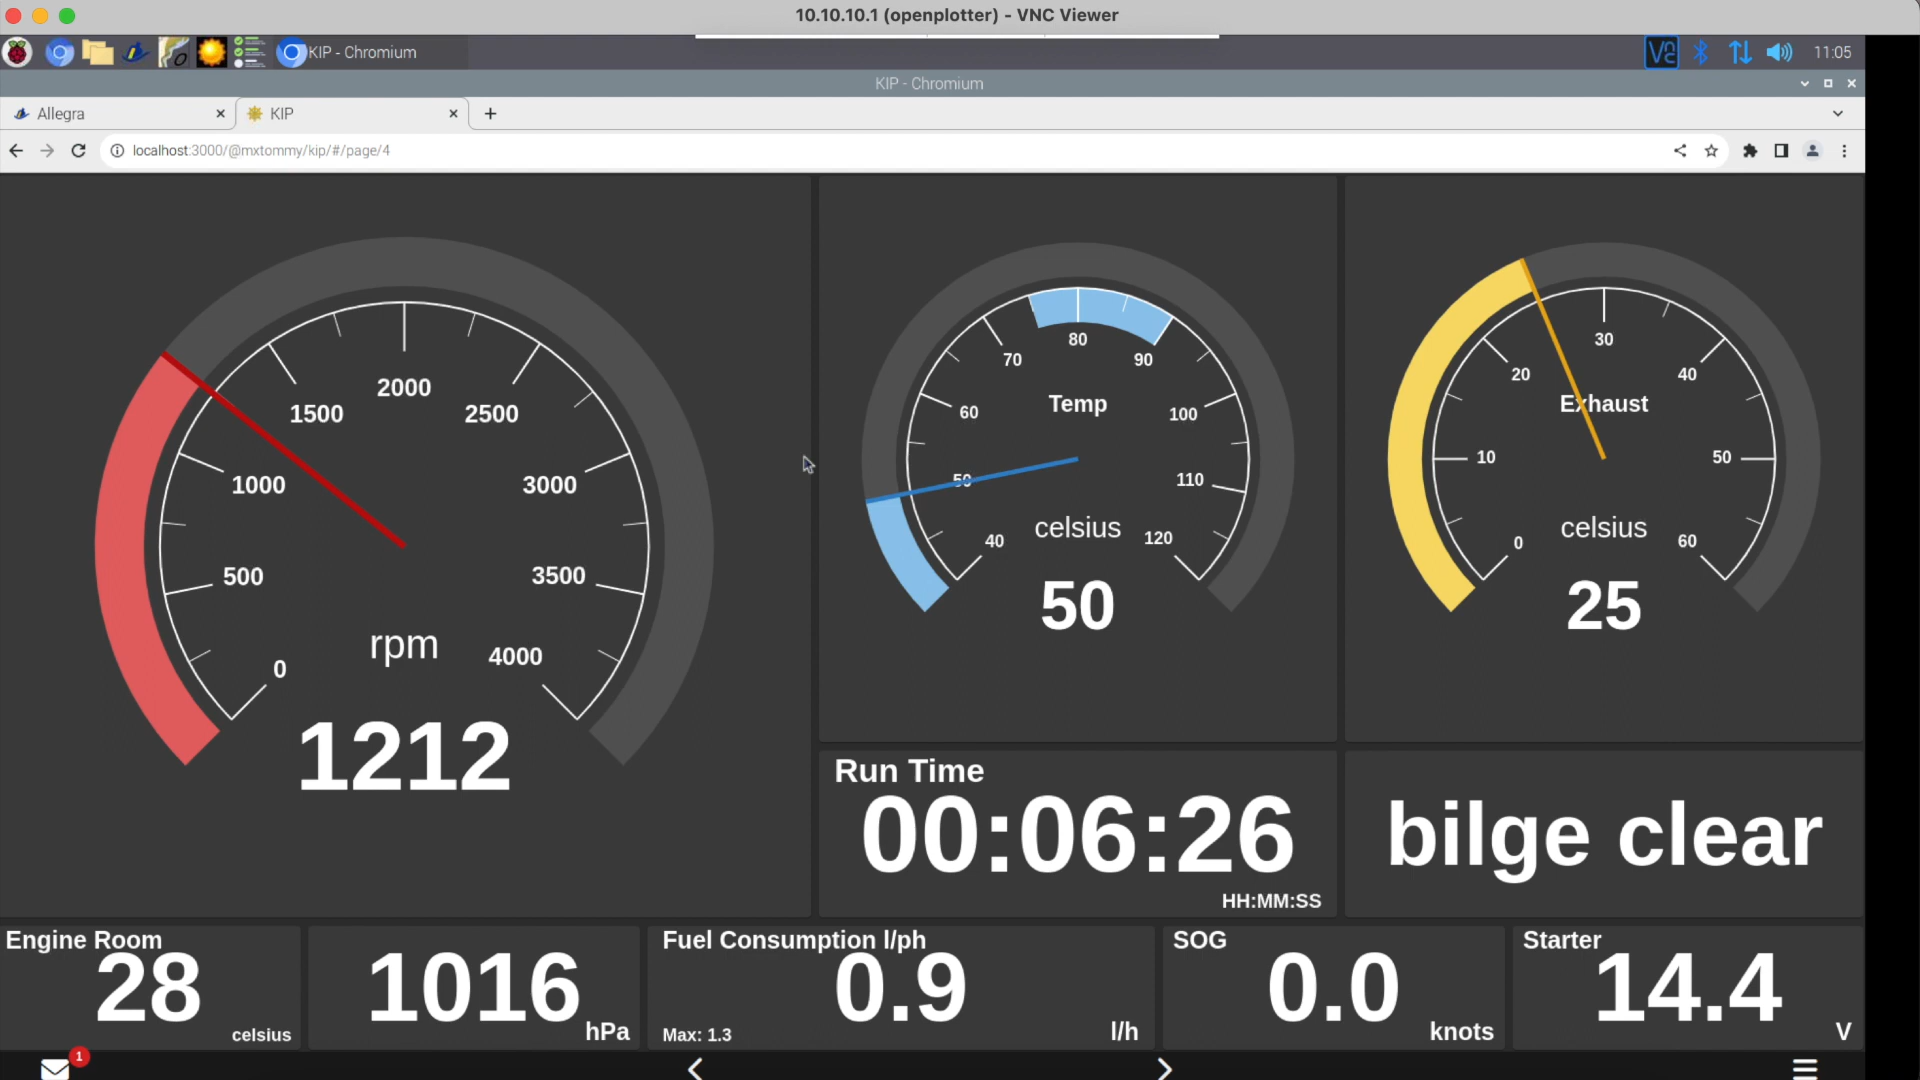 10.10.10.1 (openplotter) - VNC Viewer
KIP - Chromium
11:05
KIP - Chromium
Allegra
KIP
localhost:3000/@mxtommy/kip/#/page/4
0
500
1000
1500
2000
2500
3000
3500
4000
rpm
1212
40
50
60
70
80
90
100
110
120
Temp
celsius
50
0
10
20
30
40
50
60
Exhaust
celsius
25
Run Time
00:06:26
HH:MM:SS
bilge clear
Engine Room
28
celsius
1016
hPa
Fuel Consumption l/ph
0.9
Max: 1.3
l/h
SOG
0.0
knots
Starter
14.4
V
1